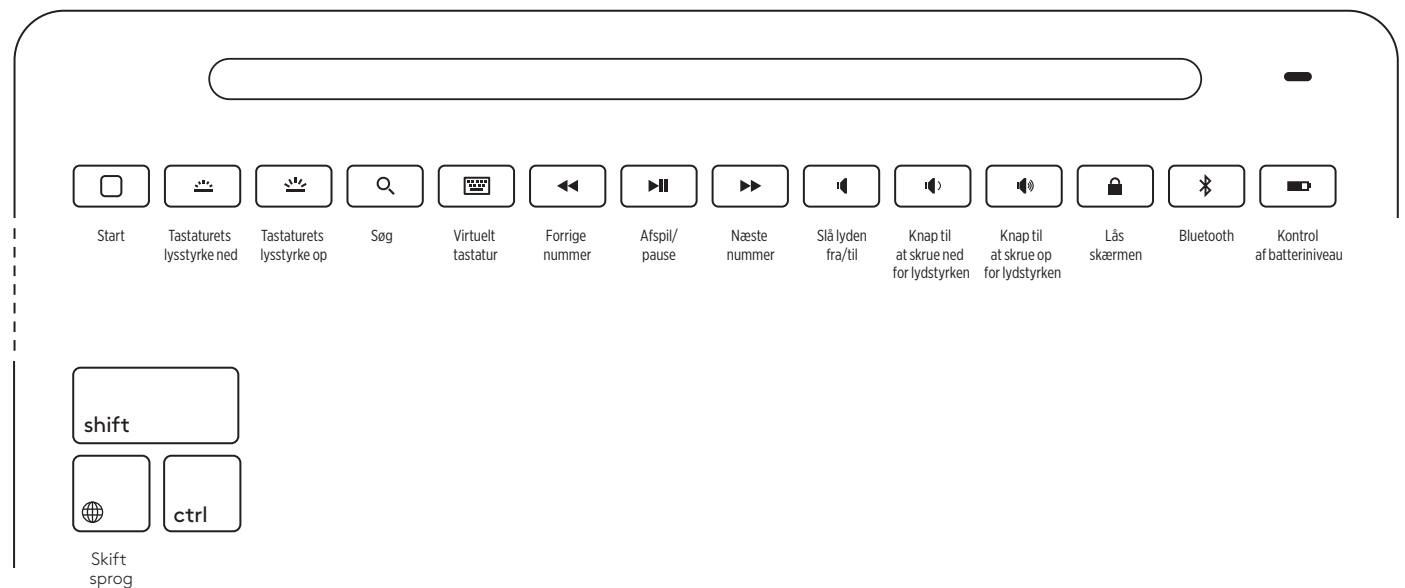 Start
Tastaturets
lysstyrke ned
Tastaturets
lysstyrke op
Søg
Virtuelt
tastatur
Forrige
nummer
Afspil/
pause
Næste
nummer
Slå lyden
fra/til
Knap til
at skrue ned
for lydstyrken
Knap til
at skrue op
for lydstyrken
Lås
skærmen
Bluetooth
Kontrol
af batteriniveau
shift
ctrl
Skift
sprog